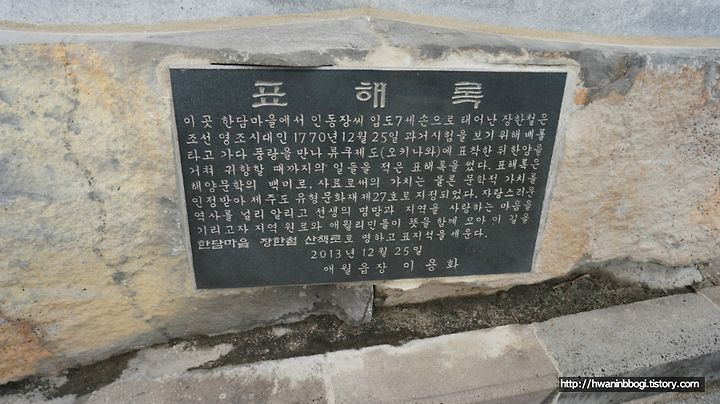 표 해 록
이 곳 한담마을에서 인동장씨 입도7세손으로 태어난 장한철은
조선 영조시대인 1770년 12월 25일 과거시험을 보기 위해 배를
타고 가다 풍랑을 만나 류쿠제도(오키나와)에 표착한 뒤 한양을
거쳐 귀향할 때까지의 일들을 적은 표해록을 썼다. 표해록은
해양문학의 백미로, 사료로써의 가치는 물론 문학적 가치를
인정받아 제주도 유형문화재 제27호로 지정되었다. 자랑스러운
역사를 널리 알리고 선생의 명망과 지역을 사랑하는 마음을
기리고자 지역 원로와 애월리민들이 뜻을 함께 모아 이 길을
한담마을 장한철 산책로로 명하고 표지석을 세운다.
2013년 12월 25일
애월읍장 이 용 화
http://hwaninbbogi.tistory.com